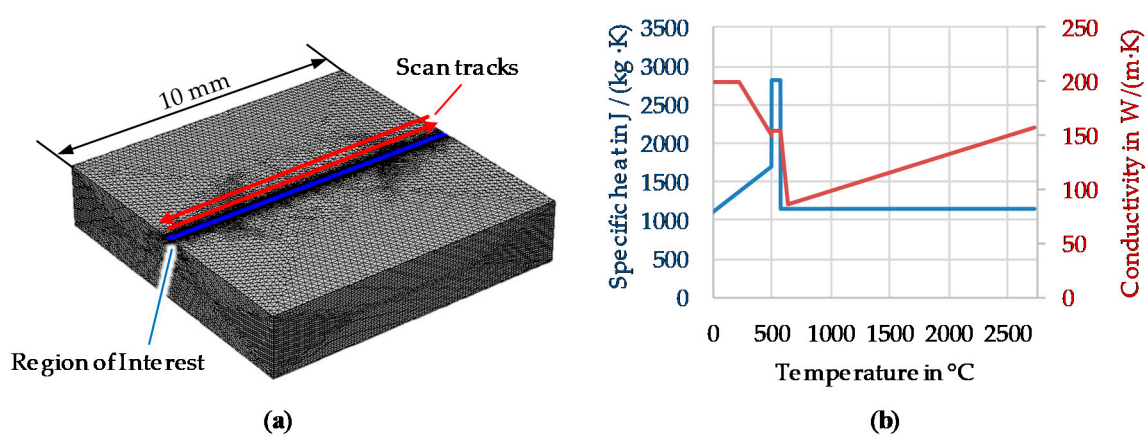 10 mm
Scan tracks
Region of Interest
(a)
Specific heat in J / (kg·K)
3500
3000
2500
2000
1500
1000
500
0
0 500 1000 1500 2000 2500
Temperature in °C
250
200
150
100
50
0
Conductivity in W/(m·K)
(b)